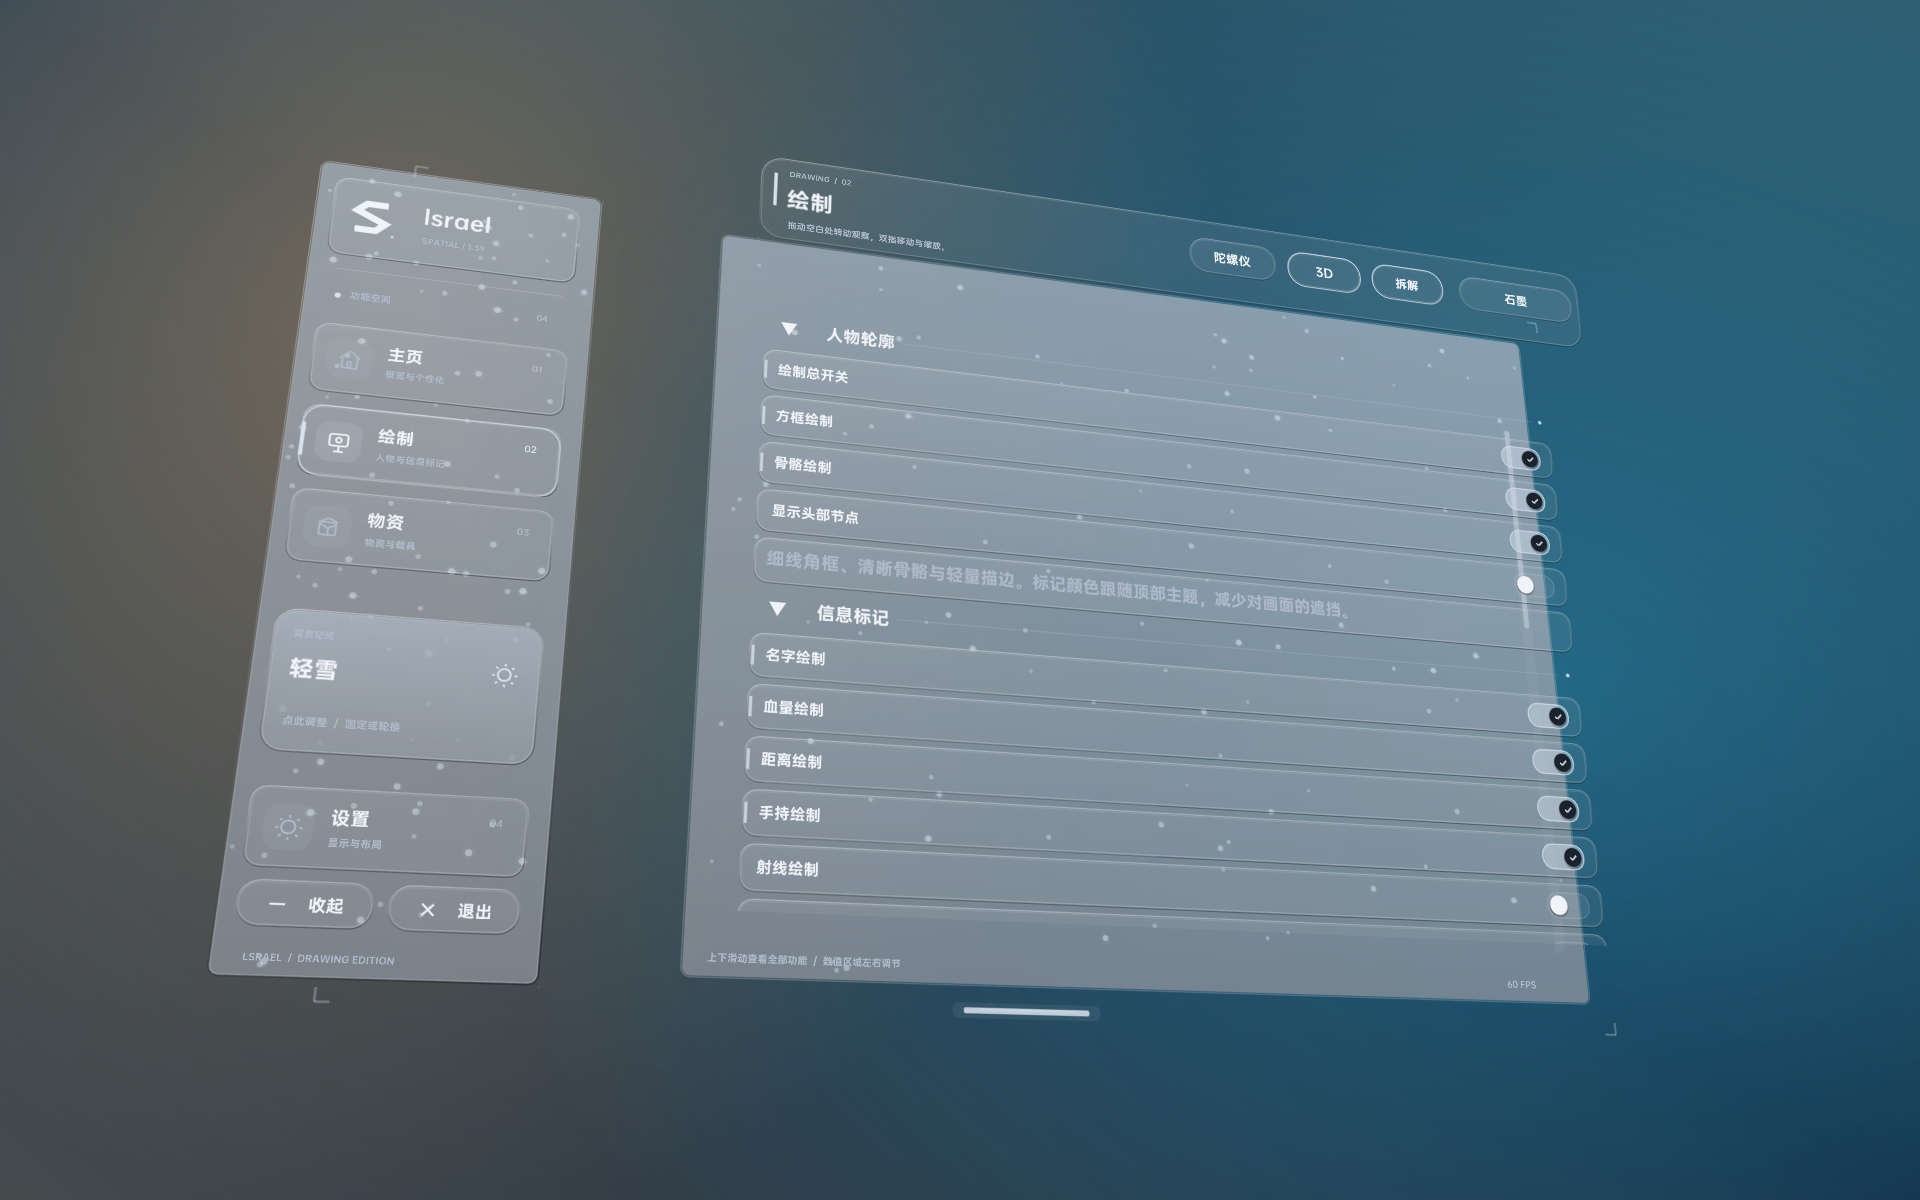 Israel
SPATIAL / 1.39
功能空间
04
主页
概览与个性化
01
绘制
人物与信息标记
02
物资
物资与载具
03
背景空间
轻雪
点此调整 / 固定或轮换
设置
显示与布局
04
收起
退出
LSRAEL / DRAWING EDITION
DRAWING / 02
绘制
拖动空白处转动观察，双指移动与缩放。
陀螺仪
3D
拆解
石墨
人物轮廓
绘制总开关
方框绘制
骨骼绘制
显示头部节点
细线角框、清晰骨骼与轻量描边。标记颜色跟随顶部主题，减少对画面的遮挡。
信息标记
名字绘制
血量绘制
距离绘制
手持绘制
射线绘制
上下滑动查看全部功能 / 数值区域左右调节
60 FPS